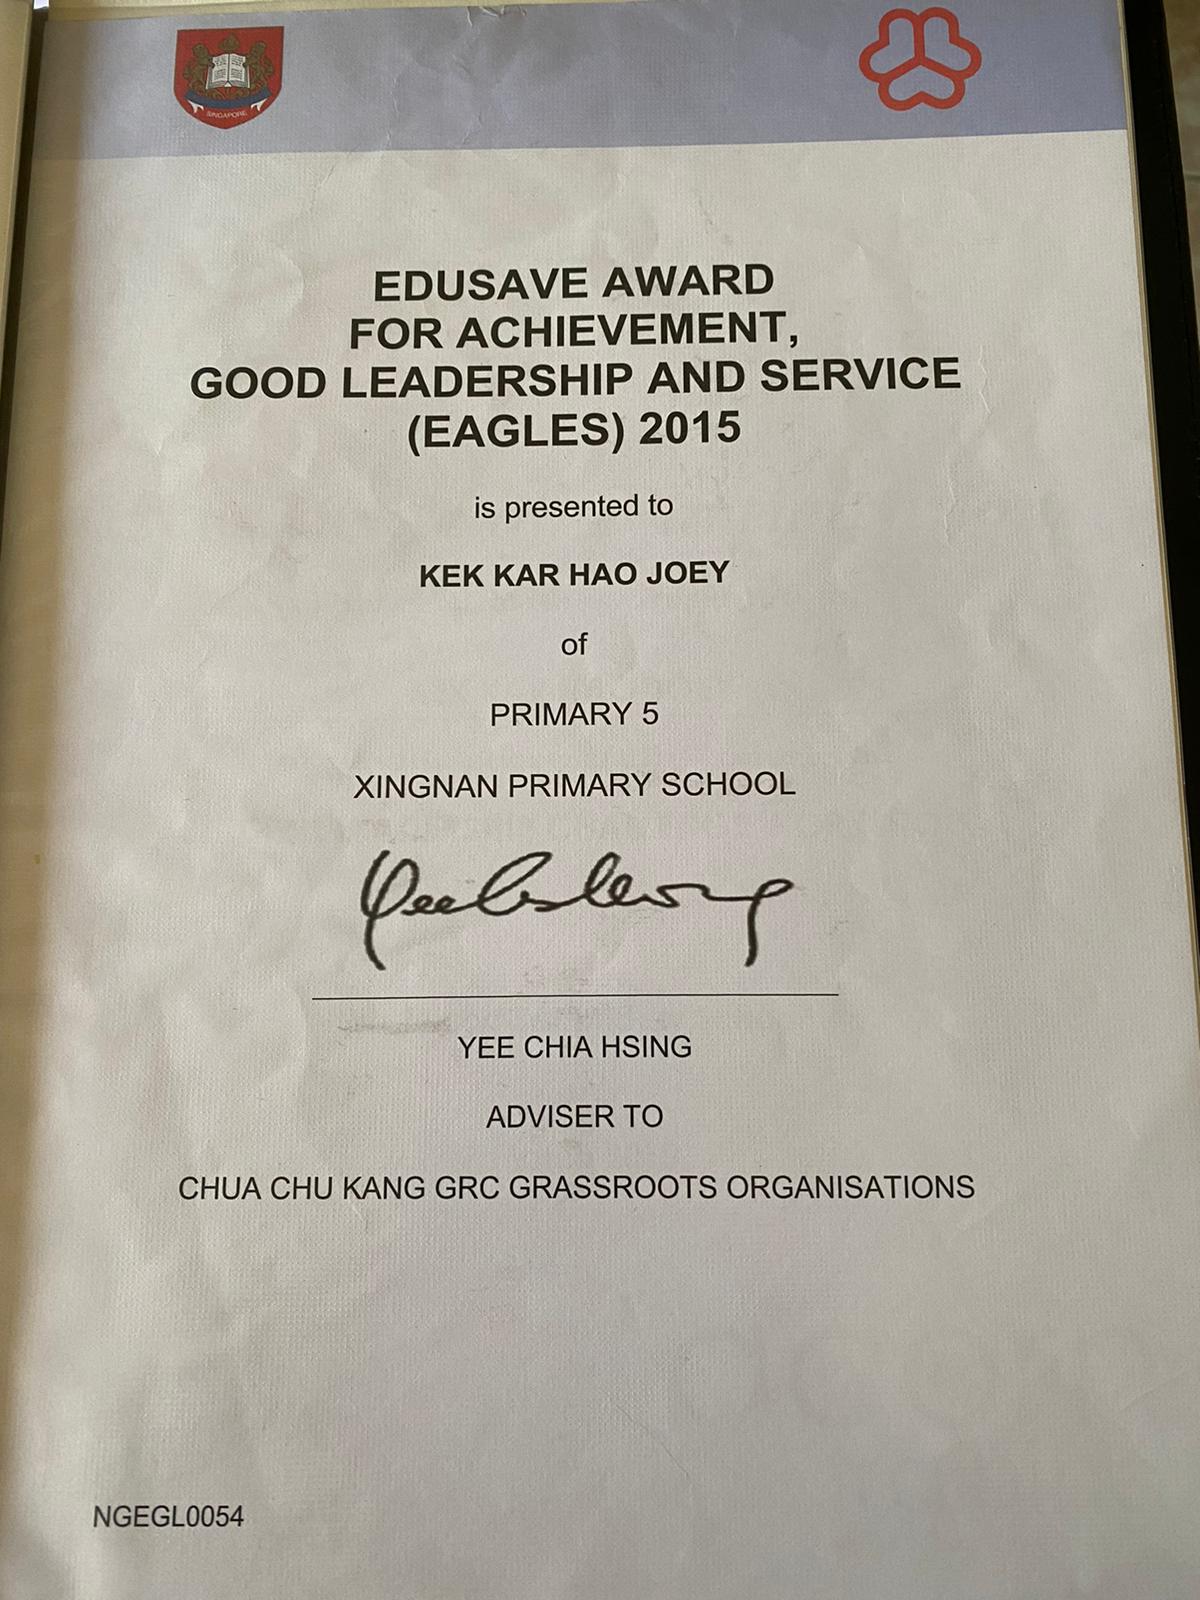 SINGAPORE
EDUSAVE AWARD
FOR ACHIEVEMENT,
GOOD LEADERSHIP AND SERVICE
(EAGLES) 2015
is presented to
KEK KAR HAO JOEY
of
PRIMARY 5
XINGNAN PRIMARY SCHOOL
YEE CHIA HSING
ADVISER TO
CHUA CHU KANG GRC GRASSROOTS ORGANISATIONS
NGEGL0054